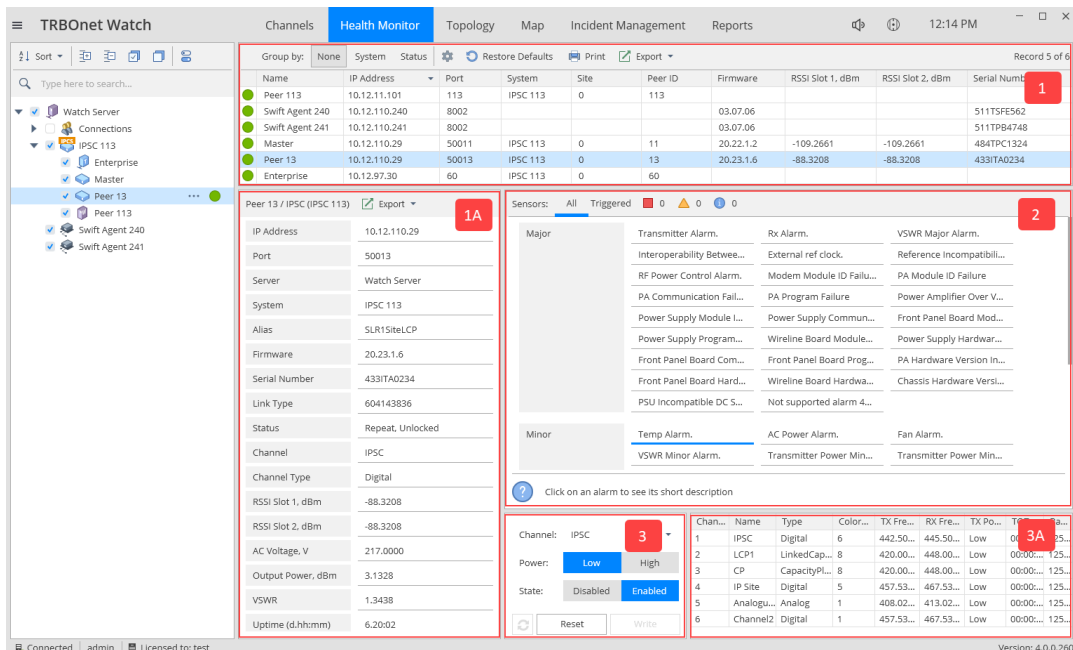 TRBOnet Watch
Channels Health Monitor Topology Map Incident Management Reports 12:14 PM
Sort
Group by: None System Status Restore Defaults Print Export Record 5 of 6
Type here to search...
Name IP Address Port System Site Peer ID Firmware RSSI Slot 1, dBm RSSI Slot 2, dBm Serial
Peer 113 10.12.11.101 113 IPSC 113 0 113
Swift Agent 240 10.12.110.240 8002 03.07.06 511TSFE562
Swift Agent 241 10.12.110.241 8002 03.07.06 511TPB4748
Master 10.12.110.29 50011 IPSC 113 0 11 20.22.1.2 -109.2661 -109.2661 484TPC1324
Peer 13 10.12.110.29 50013 IPSC 113 0 13 20.23.1.6 -88.3208 -88.3208 433ITA0234
Enterprise 10.12.97.30 60 IPSC 113 0 60
1
Watch Server
Connections
IPSC 113
Enterprise
Master
Peer 13 ...
Peer 113
Swift Agent 240
Swift Agent 241
Peer 13 / IPSC (IPSC 113) Export
1A
IP Address 10.12.110.29
Port 50013
Server Watch Server
System IPSC 113
Alias SLR1SiteLCP
Firmware 20.23.1.6
Serial Number 433ITA0234
Link Type 604143836
Status Repeat, Unlocked
Channel IPSC
Channel Type Digital
RSSI Slot 1, dBm -88.3208
RSSI Slot 2, dBm -88.3208
AC Voltage, V 217.0000
Output Power, dBm 3.1328
VSWR 1.3438
Uptime (d.hh:mm) 6.20:02
Sensors: All Triggered 0 0 0
2
Major Transmitter Alarm. Rx Alarm. VSWR Major Alarm.
Interoperability Betwee... External ref clock. Reference Incompatibili...
RF Power Control Alarm. Modem Module ID Failu... PA Module ID Failure
PA Communication Fail... PA Program Failure Power Amplifier Over V...
Power Supply Module I... Power Supply Commun... Front Panel Board Mod...
Power Supply Program... Wireline Board Module... Power Supply Hardwar...
Front Panel Board Com... Front Panel Board Prog... PA Hardware Version In...
Front Panel Board Hard... Wireline Board Hardwa... Chassis Hardware Versi...
PSU Incompatible DC S... Not supported alarm 4...
Minor Temp Alarm. AC Power Alarm. Fan Alarm.
VSWR Minor Alarm. Transmitter Power Min... Transmitter Power Min...
? Click on an alarm to see its short description
Channel: IPSC
3
Power: Low High
State: Disabled Enabled
Reset Write
Chan... Name Type Color... TX Fre... RX Fre... TX Po...
3A
1 IPSC Digital 6 442.50... 445.50... Low
2 LCP1 LinkedCap... 8 420.00... 448.00... Low 00:00:... 125...
3 CP CapacityPl... 8 420.00... 448.00... Low 00:00:... 125...
4 IP Site Digital 5 457.53... 467.53... Low 00:00:... 125...
5 Analogu... Analog 1 408.02... 413.02... Low 00:00:... 125...
6 Channel2 Digital 1 457.53... 467.53... Low 00:00:... 125...
Connected admin Licensed to: test Version: 4.0.0.260